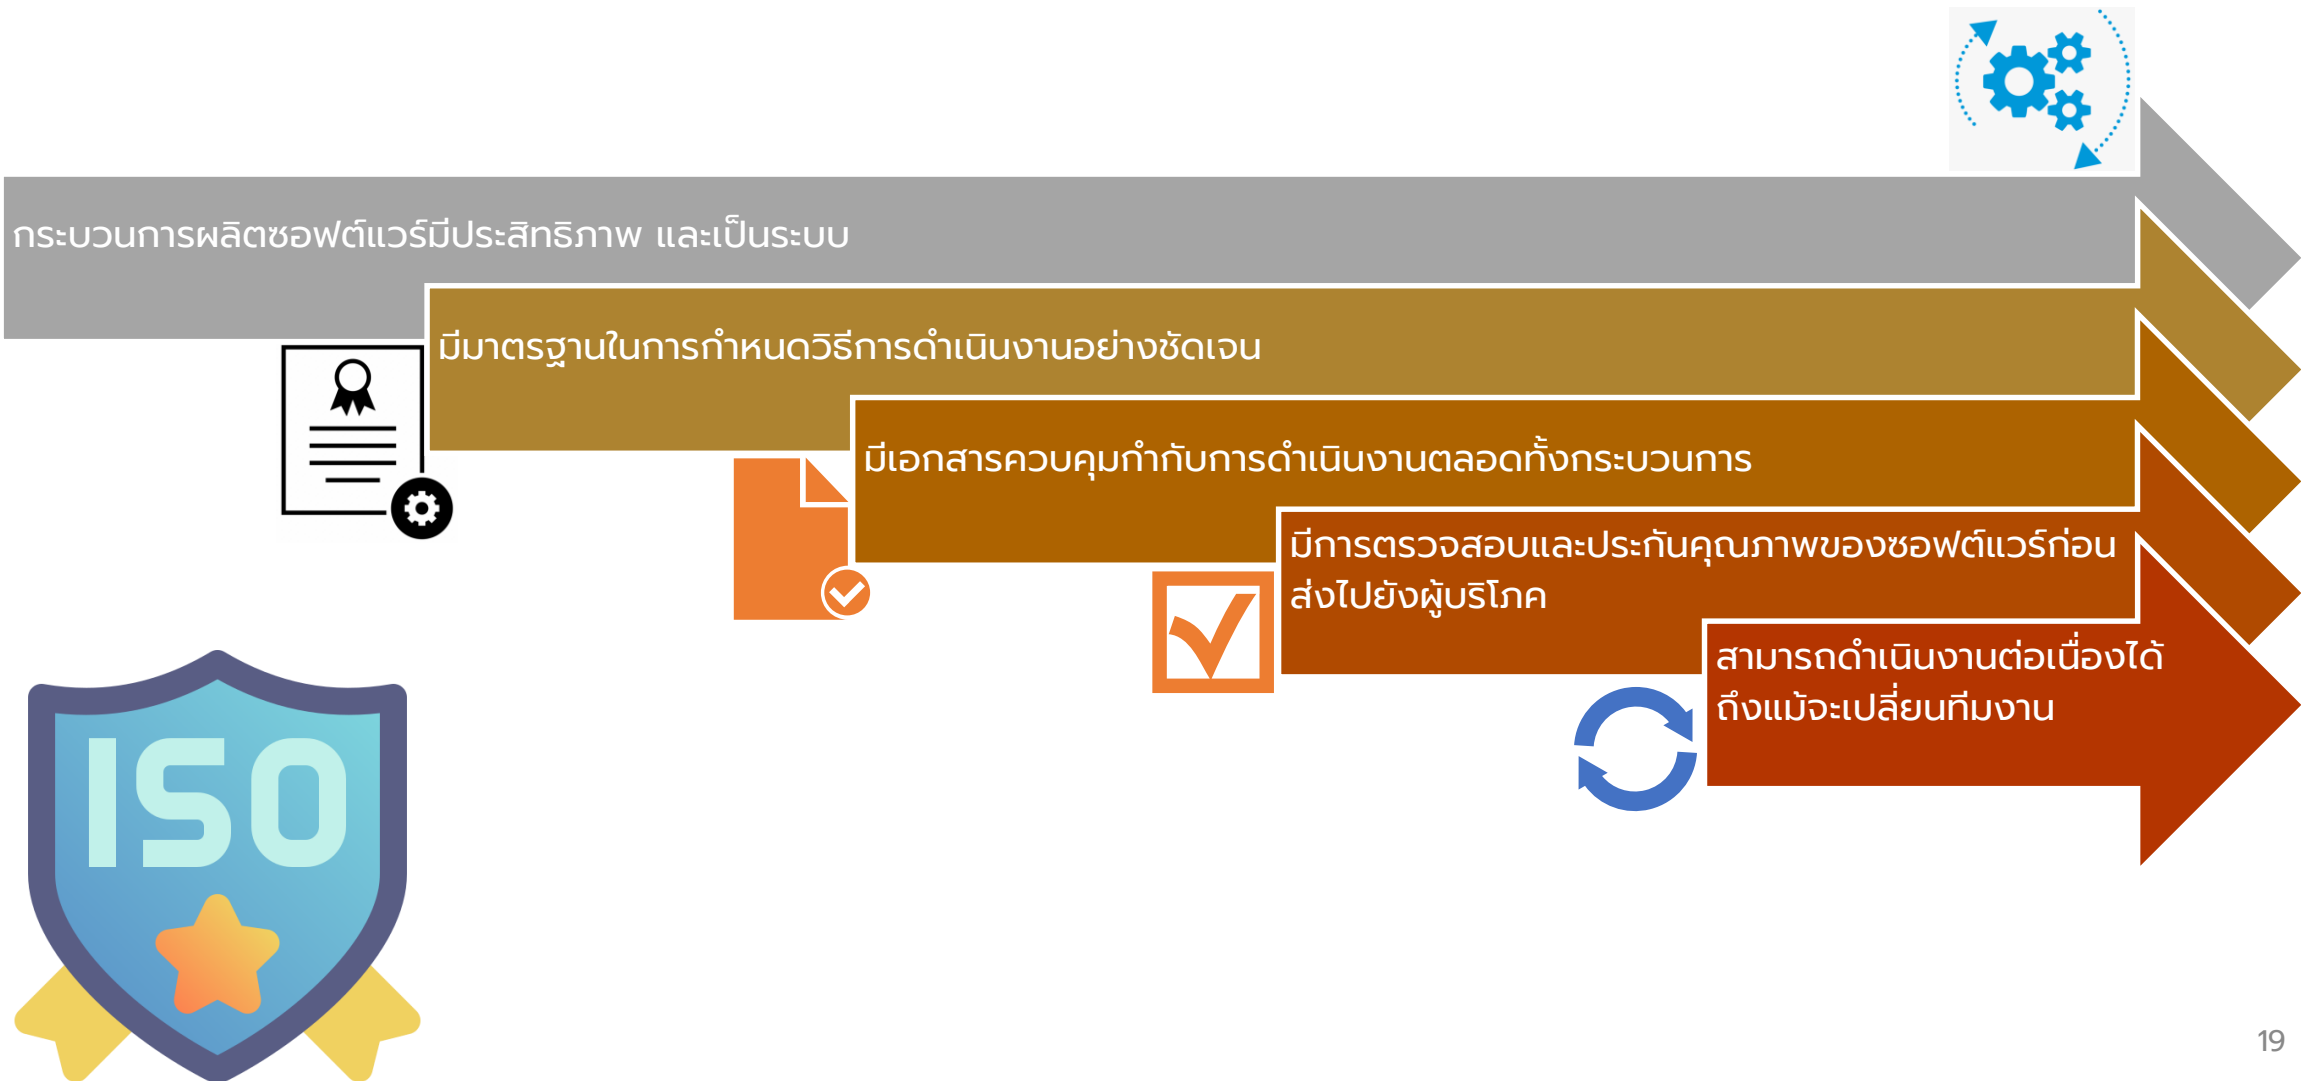 กระบวนการผลิตซอฟต์แวร์มีประสิทธิภาพ และเป็นระบบ
มีมาตรฐานในการกำหนดวิธีการดำเนินงานอย่างชัดเจน
มีเอกสารควบคุมกำกับการดำเนินงานตลอดทั้งกระบวนการ
มีการตรวจสอบและประกันคุณภาพของซอฟต์แวร์ก่อน
ส่งไปยังผู้บริโภค
สามารถดำเนินงานต่อเนื่องได้
ถึงแม้จะเปลี่ยนทีมงาน
ISO
19